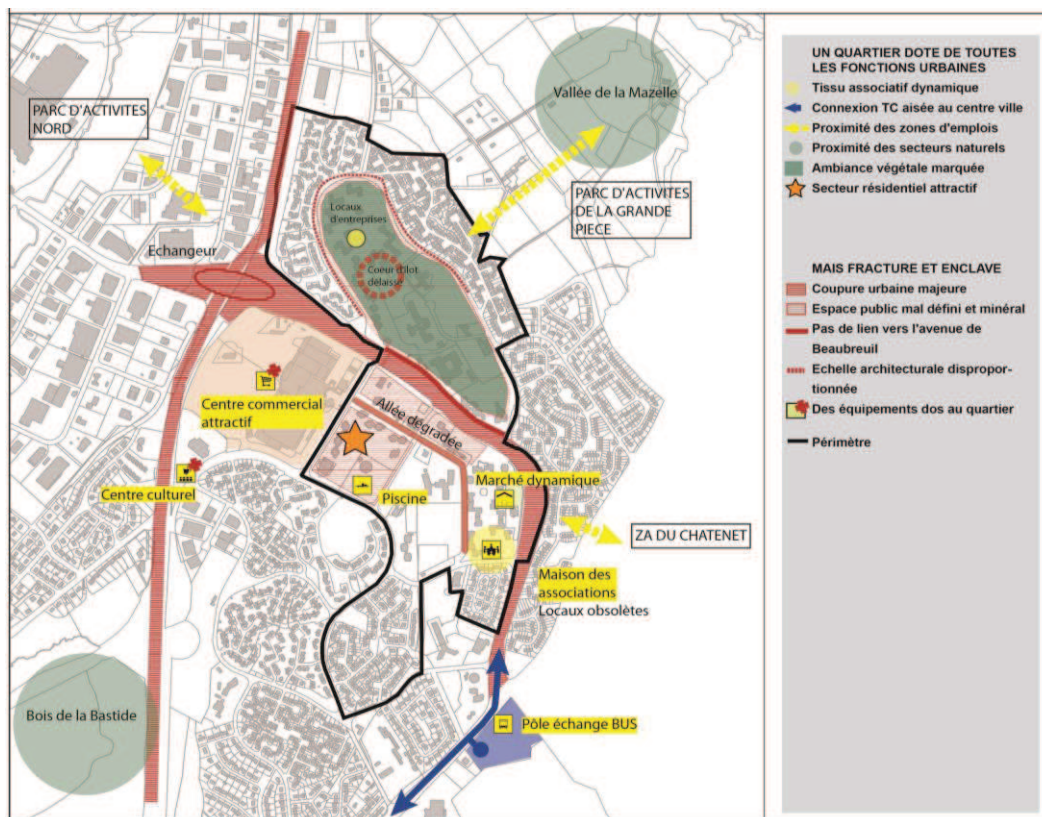 Vallée de la Mazelle
PARC D'ACTIVITES
NORD
PARC D'ACTIVITES
DE LA GRANDE
PIECE
Locaux
d'entreprises
Echangeur
Coeur d'îlot
délaissé
Centre commercial
attractif
Allée dégradée
Centre culturel
Piscine
Marché dynamique
ZA DU CHATENET
Maison des
associations
Locaux obsolètes
Bois de la Bastide
Pôle échange BUS
UN QUARTIER DOTE DE TOUTES
LES FONCTIONS URBAINES
Tissu associatif dynamique
Connexion TC aisée au centre ville
Proximité des zones d'emplois
Proximité des secteurs naturels
Ambiance végétale marquée
Secteur résidentiel attractif
MAIS FRACTURE ET ENCLAVE
Coupure urbaine majeure
Espace public mal défini et minéral
Pas de lien vers l'avenue de
Beaubreuil
Echelle architecturale dispropor-
tionnée
Des équipements dos au quartier
Périmètre